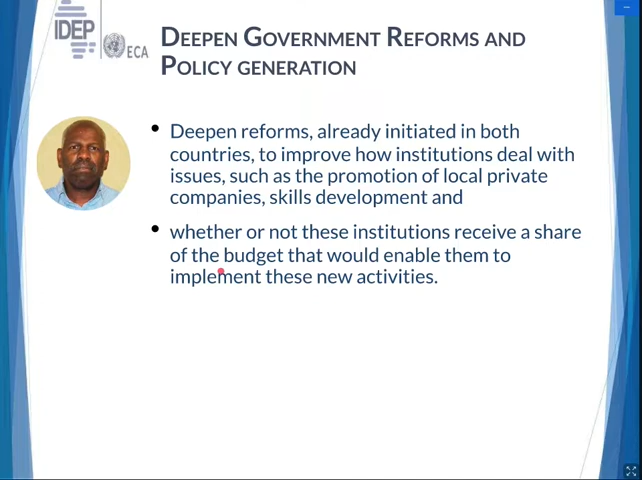 IDEP
ECA
DEEPEN GOVERNMENT REFORMS AND
POLICY GENERATION
• Deepen reforms, already initiated in both
countries, to improve how institutions deal with
issues, such as the promotion of local private
companies, skills development and
• whether or not these institutions receive a share
of the budget that would enable them to
implement these new activities.